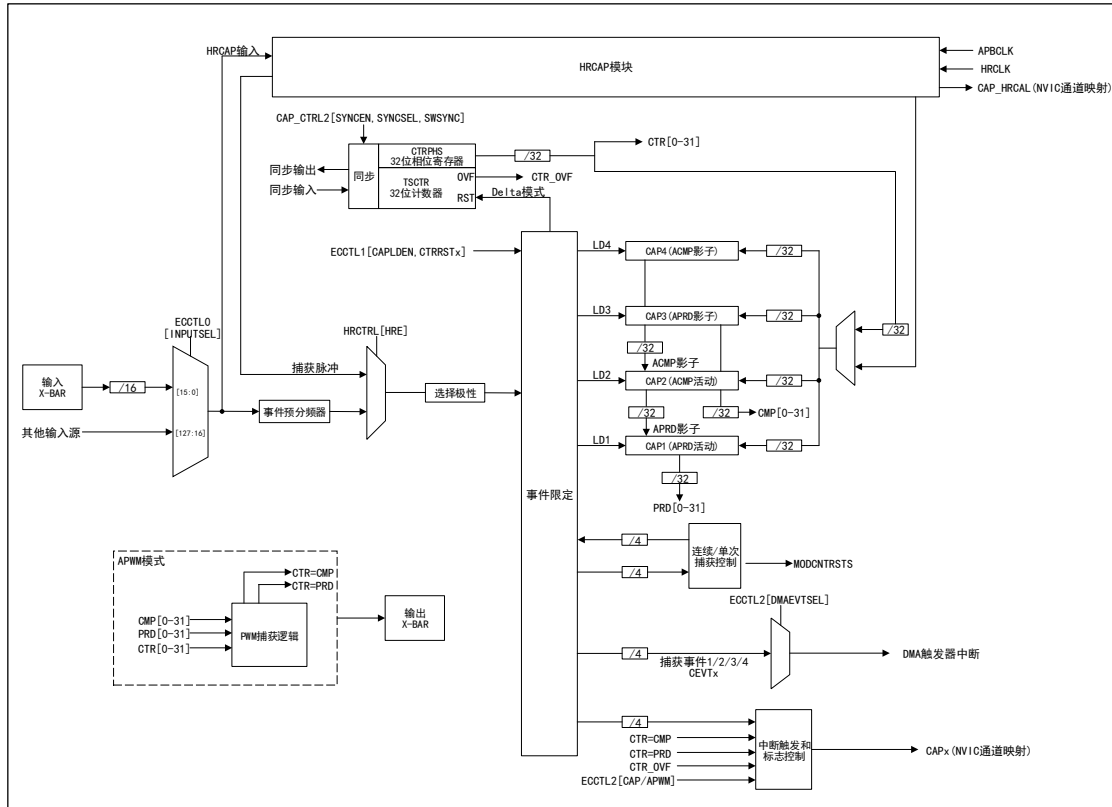 HRCAP输入
HRCAP模块
APBCLK
HRCLK
CAP_HRCAL(NVIC通道映射)
CAP_CTRL2[SYNCEN,SYNCSEL,SWSYNC]
同步输出
同步输入
同步
CTRPHS
32位相位寄存器
TSCTR
32位计数器
OVF
RST
/32
CTR[0-31]
CTR_OVF
Delta模式
ECCTL1[CAPLDEN,CTRRSTx]
LD4
CAP4(ACMP影子)
/32
LD3
CAP3(APRD影子)
/32
/32
/32
ACMP影子
LD2
CAP2(ACMP活动)
/32
/32
/32
CMP[0-31]
APRD影子
LD1
CAP1(APRD活动)
/32
/32
PRD[0-31]
ECCTL0
[INPUTSEL]
HRCTRL[HRE]
输入
X-BAR
/16
[15:0]
其他输入源
[127:16]
捕获脉冲
事件预分频器
选择极性
事件限定
/4
/4
连续/单次
捕获控制
MODCNTRSTS
APWM模式
CTR=CMP
CTR=PRD
CMP[0-31]
PRD[0-31]
CTR[0-31]
PWM捕获逻辑
输出
X-BAR
ECCTL2[DMAEVTSEL]
/4
捕获事件1/2/3/4
CEVTx
DMA触发器中断
/4
CTR=CMP
CTR=PRD
CTR_OVF
ECCTL2[CAP/APWM]
中断触发和
标志控制
CAPx(NVIC通道映射)